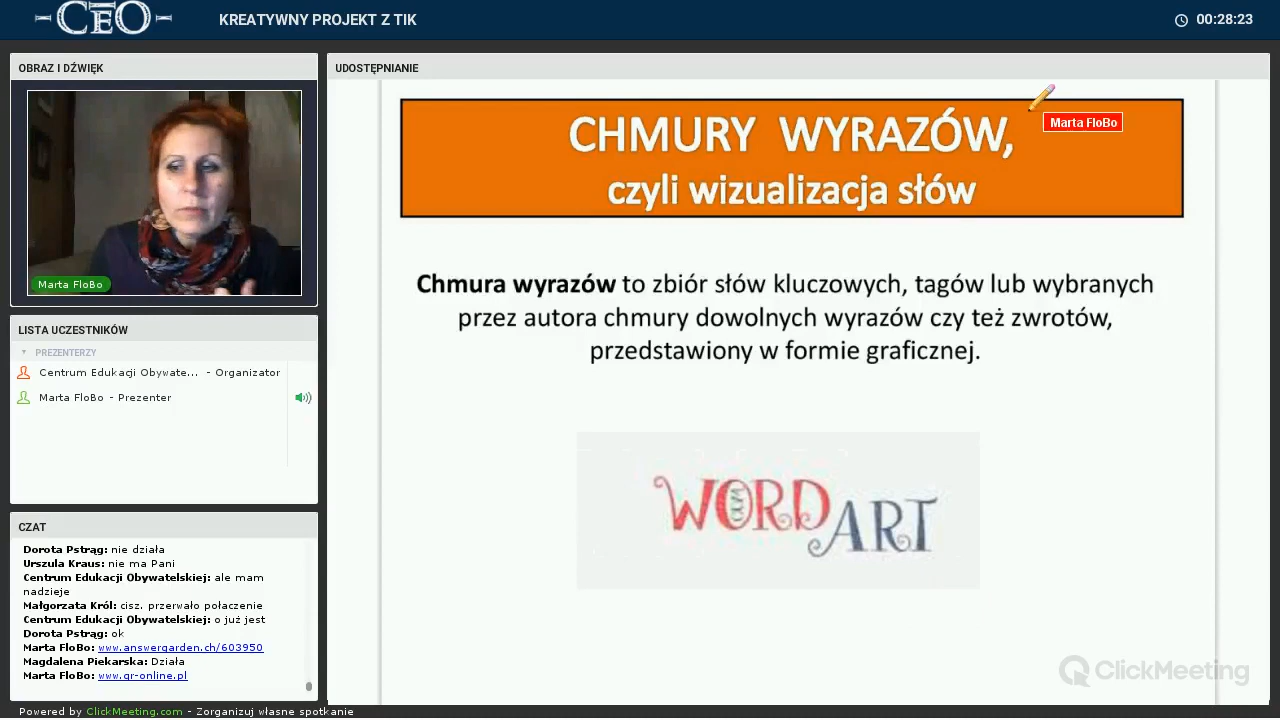 CEO
KREATYWNY PROJEKT Z TIK
00:28:23
OBRAZ I DŹWIĘK
Marta FloBo
LISTA UCZESTNIKÓW
PREZENTERZY
Centrum Edukacji Obywate... - Organizator
Marta FloBo - Prezenter
CZAT
Dorota Pstrąg: nie działa
Urszula Kraus: nie ma Pani
Centrum Edukacji Obywatelskiej: ale mam
nadzieje
Małgorzata Król: cisz. przerwało połaczenie
Centrum Edukacji Obywatelskiej: o już jest
Dorota Pstrąg: ok
Marta FloBo: www.answergarden.ch/603950
Magdalena Piekarska: Działa
Marta FloBo: www.qr-online.pl
Powered by ClickMeeting.com - Zorganizuj własne spotkanie
UDOSTĘPNIANIE
CHMURY WYRAZÓW,
czyli wizualizacja słów
Marta FloBo
Chmura wyrazów to zbiór słów kluczowych, tagów lub wybranych
przez autora chmury dowolnych wyrazów czy też zwrotów,
przedstawiony w formie graficznej.
WORD
ART
ClickMeeting